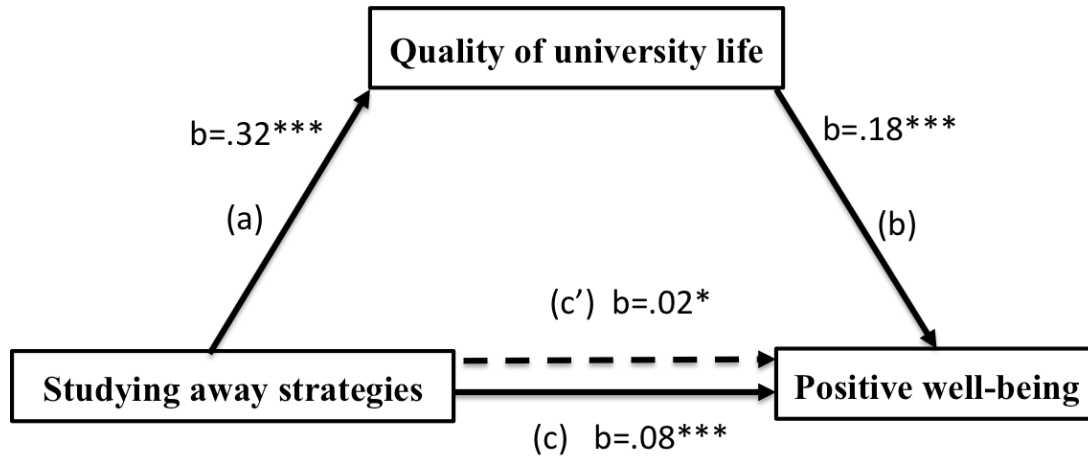 Quality of university life
b=.32***
b=.18***
(a)
(b)
(c') b=.02*
Studying away strategies
Positive well-being
(c) b=.08***